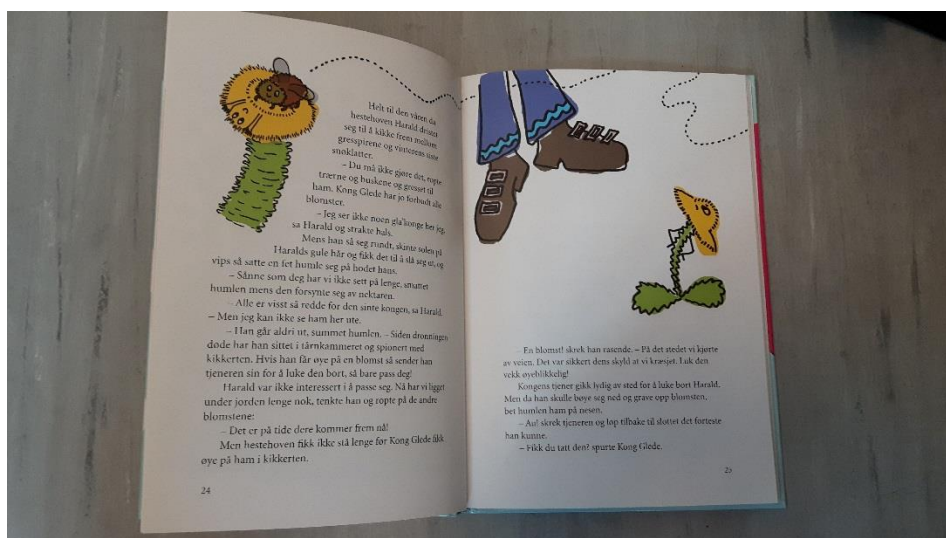 Helt til den våren da
hestehoven Harald drister
seg til å kikke frem mellom
gresspirene og vinterens siste
snøklatter.
– Du må ikke gjøre det, ropte
trærne og buskene og gresset til
ham. Kong Glede har jo forbudt alle
blomster.
– Jeg ser ikke noen gla'konge her jeg,
sa Harald og strakte hals.
Mens han så seg rundt, skinte solen på
Haralds gule hår og fikk det til å slå seg ut, og
vips så satte en fet humle seg på hodet hans.
– Sånne som deg har vi ikke sett på lenge, smattet
humlen mens den forsynte seg av nektaren.
– Alle er visst så redde for den sinte kongen, sa Harald.
– Men jeg kan ikke se ham her ute.
– Han går aldri ut, summet humlen. – Siden dronningen
døde har han sittet i tårnkammeret og spionert med
kikkerten. Hvis han får øye på en blomst så sender han
tjeneren sin for å luke den bort, så bare pass deg!
Harald var ikke interessert i å passe seg. Nå har vi ligget
under jorden lenge nok, tenkte han og ropte på de andre
blomstene:
– Det er på tide dere kommer frem nå!
Men hestehoven fikk ikke stå lenge før Kong Glede fikk
øye på ham i kikkerten.
24
– En blomst! skrek han rasende. – På det stedet vi kjørte
av veien. Det var sikkert dens skyld at vi kræsjet. Luk den
vekk øyeblikkelig!
Kongens tjener gikk lydig av sted for å luke bort Harald.
Men da han skulle bøye seg ned og grave opp blomsten,
bet humlen ham på nesen.
– Au! skrek tjeneren og løp tilbake til slottet det forteste
han kunne.
– Fikk du tatt den? spurte Kong Glede.
25